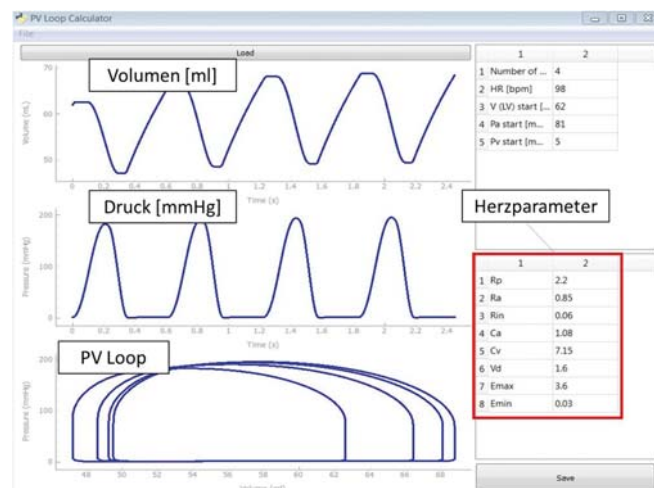 PV Loop Calculator
File
Load
Volumen [ml]
70
60
50
Volume (mL)
0 0.2 0.4 0.6 0.8 1 1.2 1.4 1.6 1.8 2 2.2 2.4
Time (s)
Druck [mmHg]
200
100
0
Pressure (mmHg)
0 0.2 0.4 0.6 0.8 1 1.2 1.4 1.6 1.8 2 2.2 2.4
Time (s)
PV Loop
200
100
0
Pressure (mmHg)
48 50 52 54 56 58 60 62 64 66 68
Volume (ml)
1 2
1 Number of ... 4
2 HR [bpm] 98
3 V (LV) start [... 62
4 Pa start [m... 81
5 Pv start [m... 5
Herzparameter
1 2
1 Rp 2.2
2 Ra 0.85
3 Rin 0.06
4 Ca 1.08
5 Cv 7.15
6 Vd 1.6
7 Emax 3.6
8 Emin 0.03
Save